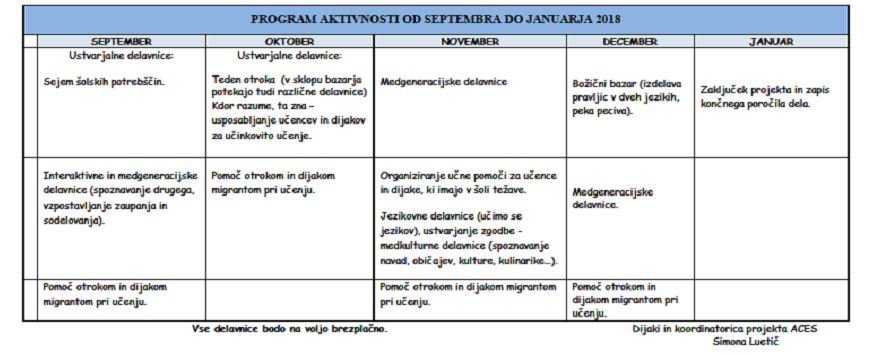 PROGRAM AKTIVNOSTI OD SEPTEMBRA DO JANUARJA 2018
SEPTEMBER
OKTOBER
NOVEMBER
DECEMBER
JANUAR
Ustvarjalne delavnice:
Sejem šolskih potrebščin.
Ustvarjalne delavnice:
Teden otroka (v sklopu bazarja
potekajo tudi različne delavnice)
Kdor razume, ta zna –
usposabljanje učencev in dijakov
za učinkovito učenje.
Medgeneracijske delavnice
Božični bazar (izdelava
pravljic v dveh jezikih,
peka peciva).
Zaključek projekta in zapis
končnega poročila dela.
Interaktivne in medgeneracijske
delavnice (spoznavanje drugega,
vzpostavljanje zaupanja in
sodelovanja).
Pomoč otrokom in dijakom
migrantom pri učenju.
Organiziranje učne pomoči za učence
in dijake, ki imajo v šoli težave.
Jezikovne delavnice (učimo se
jezikov), ustvarjanje zgodbe -
medkulturne delavnice (spoznavanje
navad, običajev, kulture, kulinarike...).
Medgeneracijske
delavnice.
Pomoč otrokom in dijakom
migrantom pri učenju.
Pomoč otrokom in dijakom migrantom
pri učenju.
Pomoč otrokom in
dijakom migrantom pri
učenju.
Vse delavnice bodo na voljo brezplačno.
Dijaki in koordinatorica projekta ACES
Simona Luetič